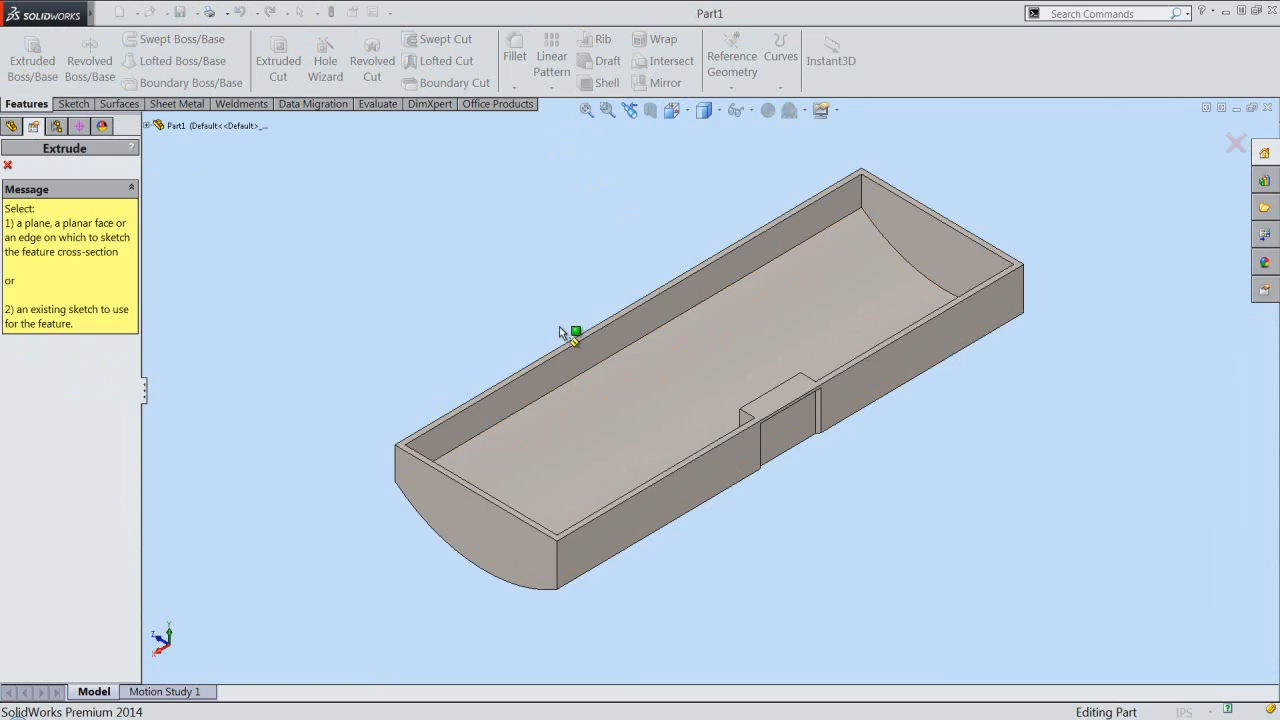 SOLIDWORKS
Part1
Search Commands
Extruded Boss/Base
Revolved Boss/Base
Swept Boss/Base
Lofted Boss/Base
Boundary Boss/Base
Extruded Cut
Hole Wizard
Revolved Cut
Swept Cut
Lofted Cut
Boundary Cut
Fillet
Linear Pattern
Rib
Draft
Shell
Wrap
Intersect
Mirror
Reference Geometry
Curves
Instant3D
Features
Sketch
Surfaces
Sheet Metal
Weldments
Data Migration
Evaluate
DimXpert
Office Products
Part1 (Default<<Default>_...
Extrude
?
Message
Select:
1) a plane, a planar face or
an edge on which to sketch
the feature cross-section
or
2) an existing sketch to use
for the feature.
Y
Z
X
Model
Motion Study 1
SolidWorks Premium 2014
Editing Part
IPS